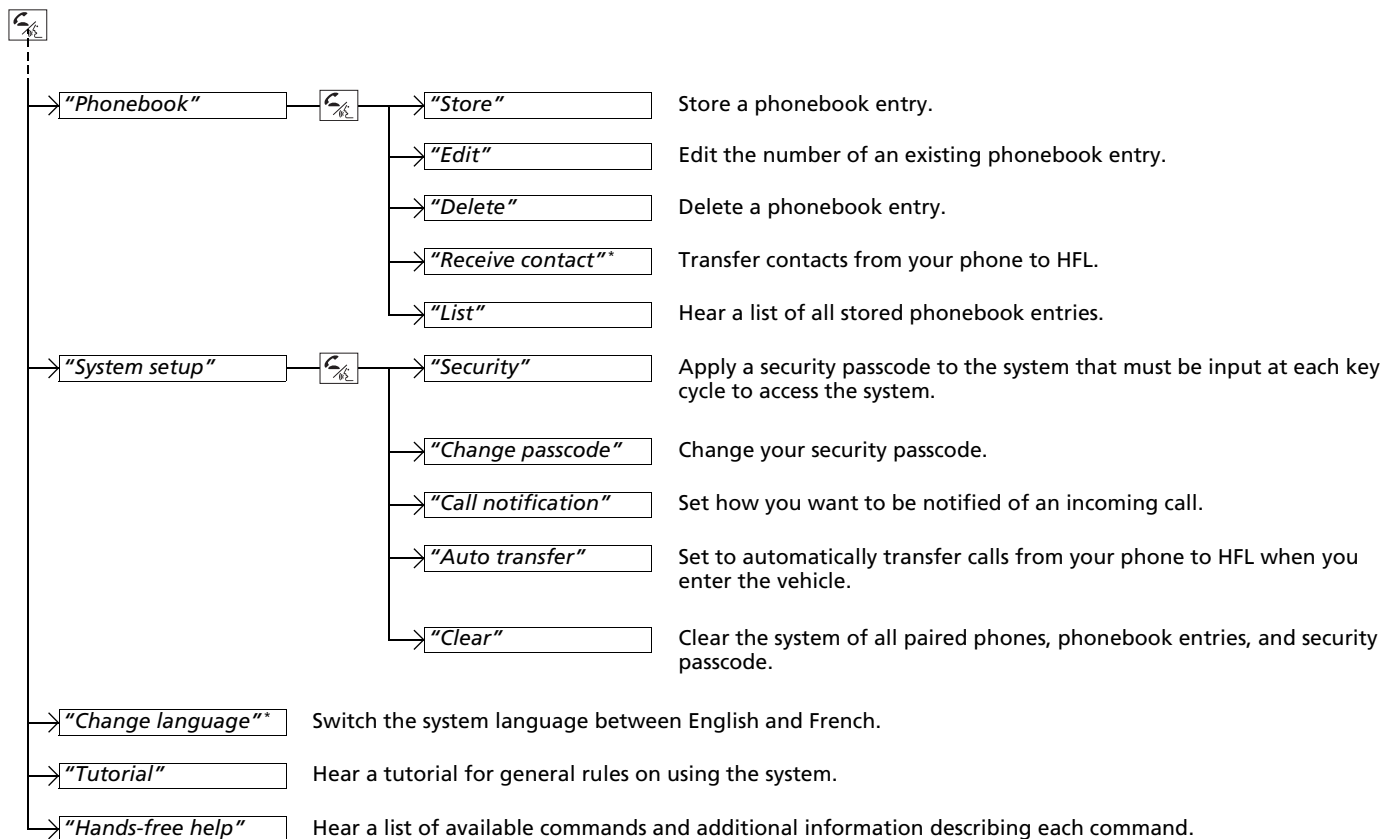 “Phonebook” “Store” Store a phonebook entry.
“Edit” Edit the number of an existing phonebook entry.
“Delete” Delete a phonebook entry.
“Receive contact”* Transfer contacts from your phone to HFL.
“List” Hear a list of all stored phonebook entries.
“System setup” “Security” Apply a security passcode to the system that must be input at each key
cycle to access the system.
“Change passcode” Change your security passcode.
“Call notification” Set how you want to be notified of an incoming call.
“Auto transfer” Set to automatically transfer calls from your phone to HFL when you
enter the vehicle.
“Clear” Clear the system of all paired phones, phonebook entries, and security
passcode.
“Change language”* Switch the system language between English and French.
“Tutorial” Hear a tutorial for general rules on using the system.
“Hands-free help” Hear a list of available commands and additional information describing each command.